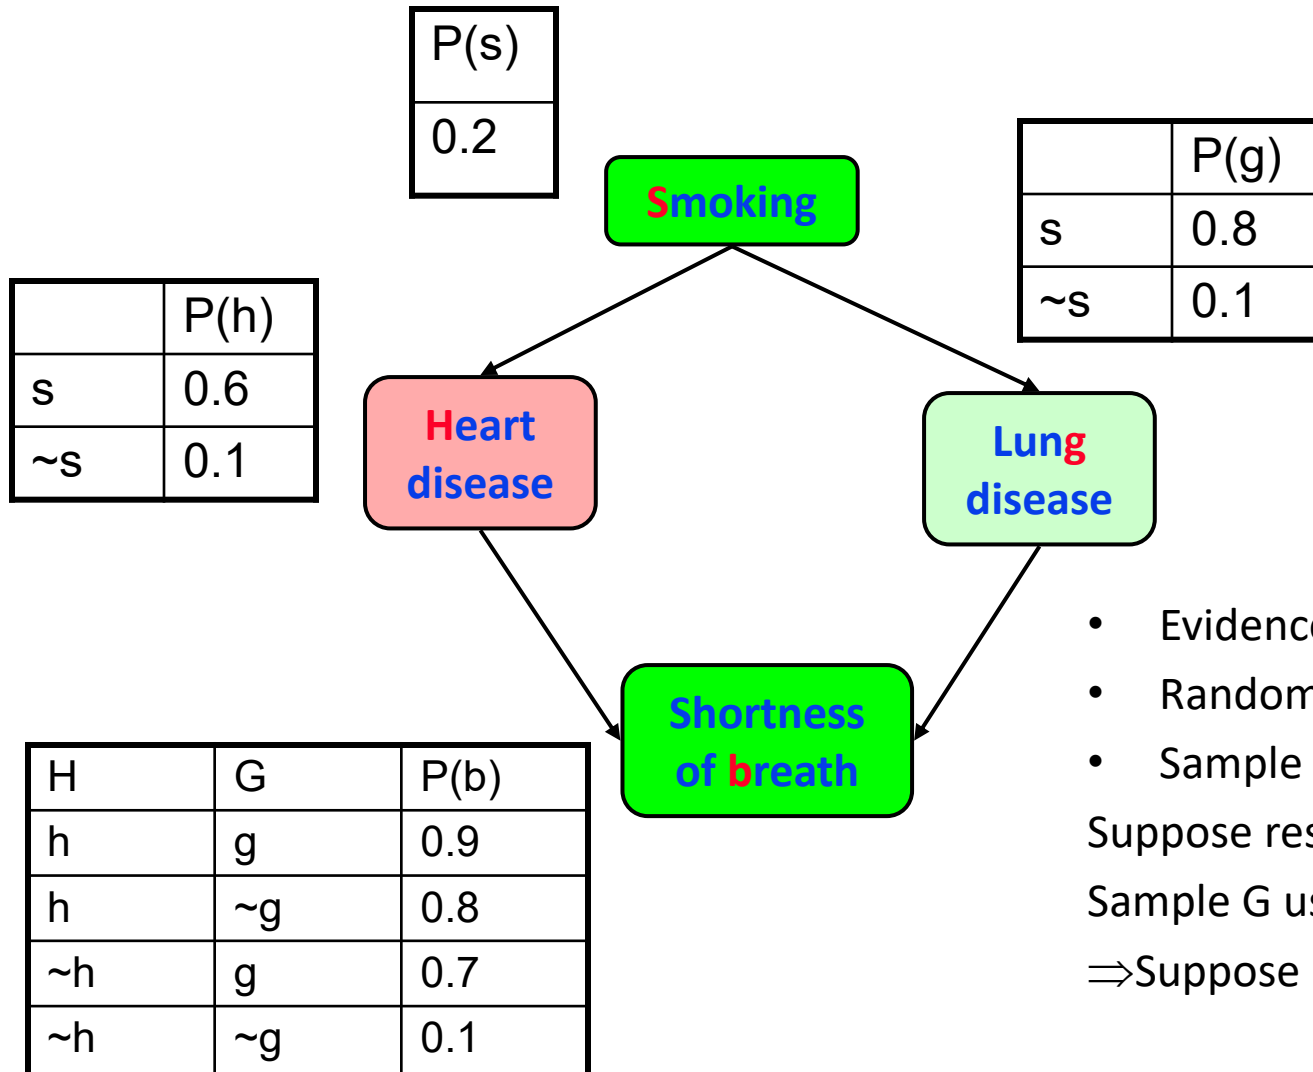 P(s)
0.2
Smoking
P(g)
s 0.8
~s 0.1
P(h)
s 0.6
~s 0.1
Heart
disease
Lung
disease
Shortness
of breath
H G P(b)
h g 0.9
h ~g 0.8
~h g 0.7
~h ~g 0.1
• Evidence
• Random
• Sample
Suppose res
Sample G us
⇒Suppose